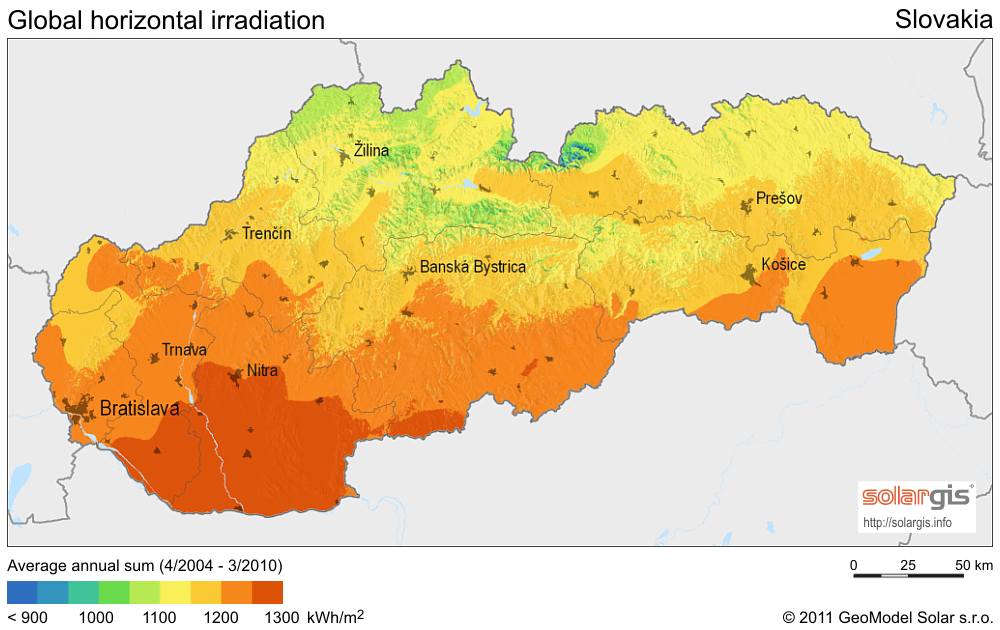 Global horizontal irradiation
Slovakia
Žilina
Prešov
Trenčín
Banská Bystrica
Košice
Trnava
Nitra
Bratislava
solargis
http://solargis.info
Average annual sum (4/2004 - 3/2010)
0 25 50 km
< 900 1000 1100 1200 1300 kWh/m2
© 2011 GeoModel Solar s.r.o.